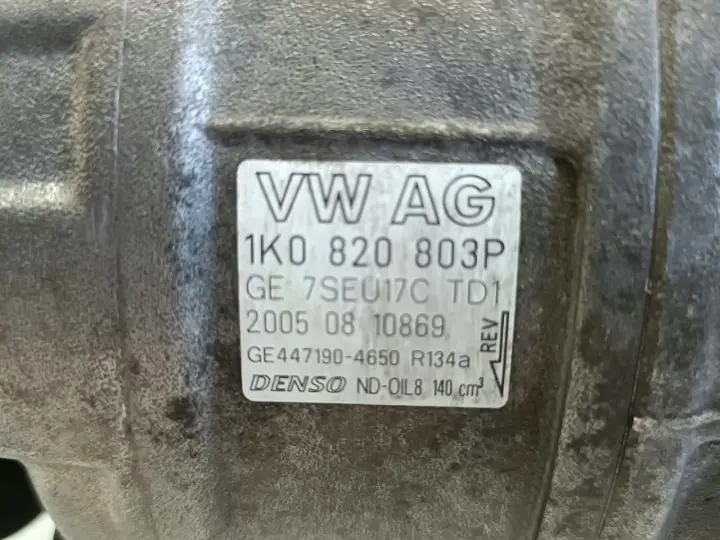 VW AG
1K0 820 803P
GE 7SEU17C TD1
2005 08 10869
REV
GE447190-4650 R134a
DENSO ND-OIL8 140 cm³